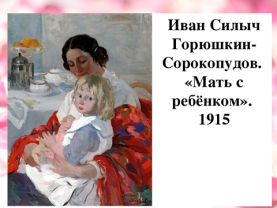 Иван Силыч
Горюшкин-
Сорокопудов.
«Мать с
ребёнком».
1915